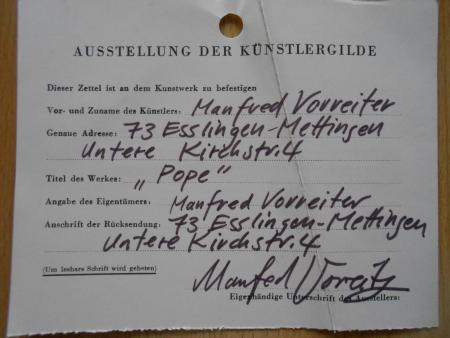 AUSSTELLUNG DER KÜNSTLERGILDE
Dieser Zettel ist an dem Kunstwerk zu befestigen
Vor- und Zuname des Künstlers: Manfred Vorreiter
Genaue Adresse: 73 Esslingen-Mettingen
Untere Kirchstr. 4
Titel des Werkes: „Pope“
Angabe des Eigentümers: Manfred Vorreiter
Anschrift der Rücksendung: 73 Esslingen-Mettingen
Untere Kirchstr. 4
(Um lesbare Schrift wird gebeten)
Manfred
Eigenhändige Unterschrift des Ausstellers: